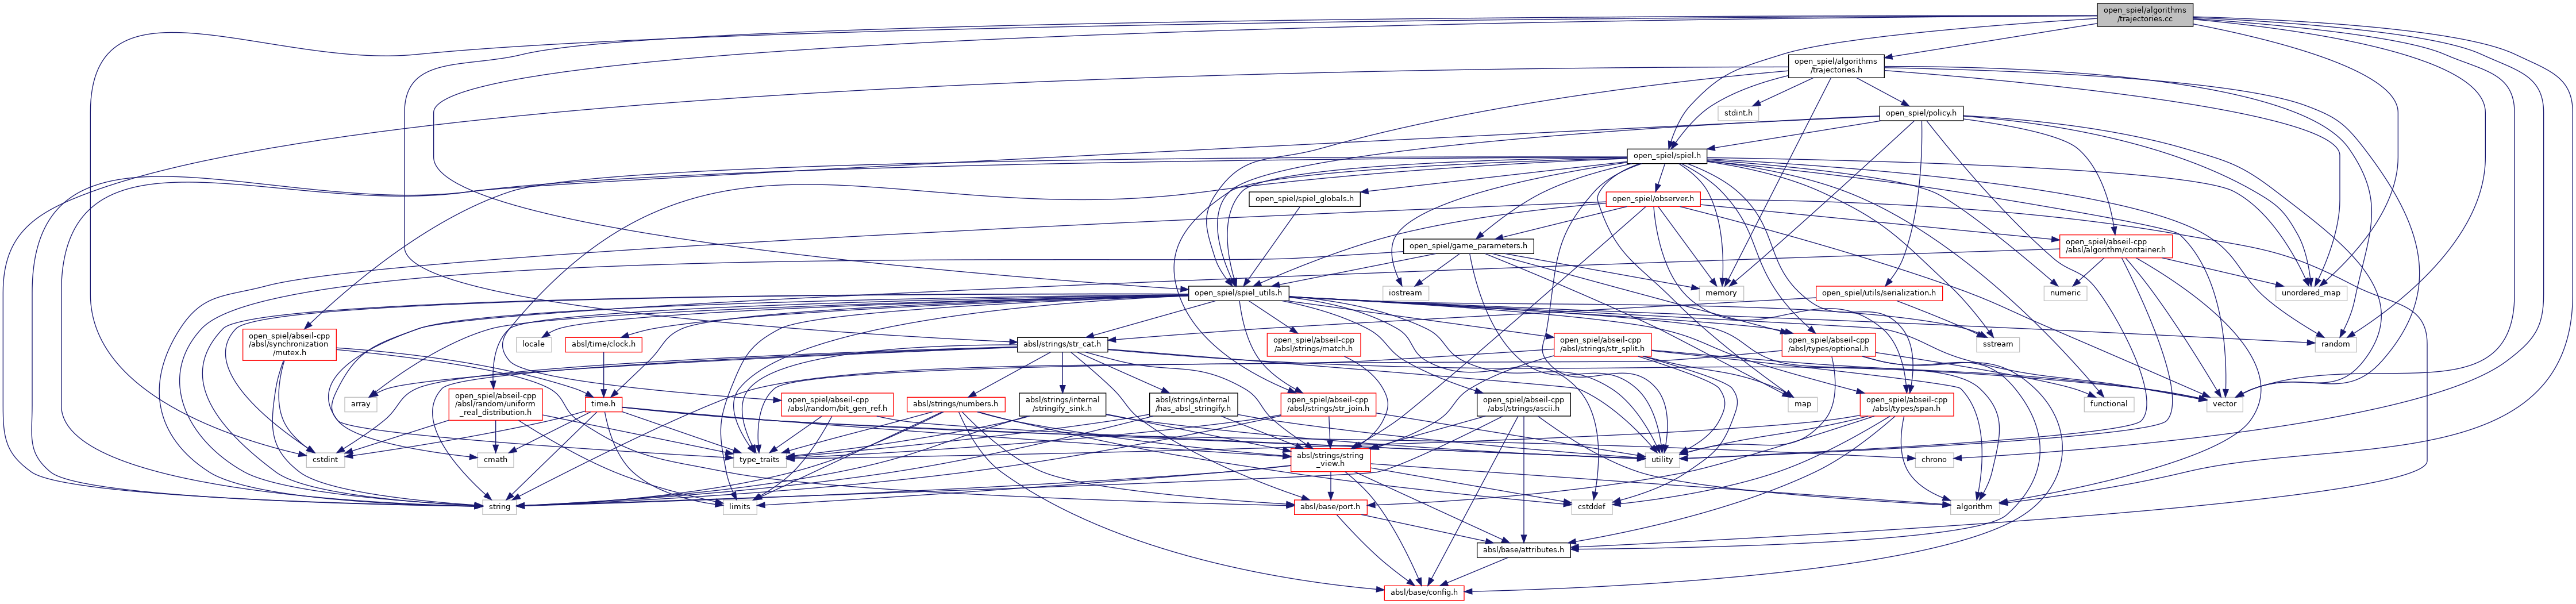 open_spiel/algorithms
/trajectories.cc
open_spiel/algorithms
/trajectories.h
stdint.h
open_spiel/policy.h
open_spiel/spiel.h
open_spiel/spiel_globals.h
open_spiel/observer.h
open_spiel/game_parameters.h
open_spiel/abseil-cpp
/absl/algorithm/container.h
open_spiel/spiel_utils.h
iostream
memory
open_spiel/utils/serialization.h
numeric
unordered_map
open_spiel/abseil-cpp
/absl/synchronization
/mutex.h
locale
absl/time/clock.h
absl/strings/str_cat.h
open_spiel/abseil-cpp
/absl/strings/match.h
open_spiel/abseil-cpp
/absl/strings/str_split.h
open_spiel/abseil-cpp
/absl/types/optional.h
sstream
random
array
open_spiel/abseil-cpp
/absl/random/uniform
_real_distribution.h
time.h
open_spiel/abseil-cpp
/absl/random/bit_gen_ref.h
absl/strings/numbers.h
absl/strings/internal
/stringify_sink.h
absl/strings/internal
/has_absl_stringify.h
open_spiel/abseil-cpp
/absl/strings/str_join.h
open_spiel/abseil-cpp
/absl/strings/ascii.h
map
open_spiel/abseil-cpp
/absl/types/span.h
functional
vector
cstdint
cmath
type_traits
absl/strings/string
_view.h
utility
chrono
string
limits
absl/base/port.h
cstddef
algorithm
absl/base/attributes.h
absl/base/config.h